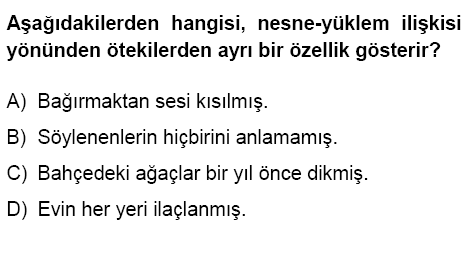 Aşağıdakilerden hangisi, nesne-yüklem ilişkisi
yönünden ötekilerden ayrı bir özellik gösterir?
A) Bağırmaktan sesi kısılmış.
B) Söylenenlerin hiçbirini anlamamış.
C) Bahçedeki ağaçlar bir yıl önce dikmiş.
D) Evin her yeri ilaçlanmış.